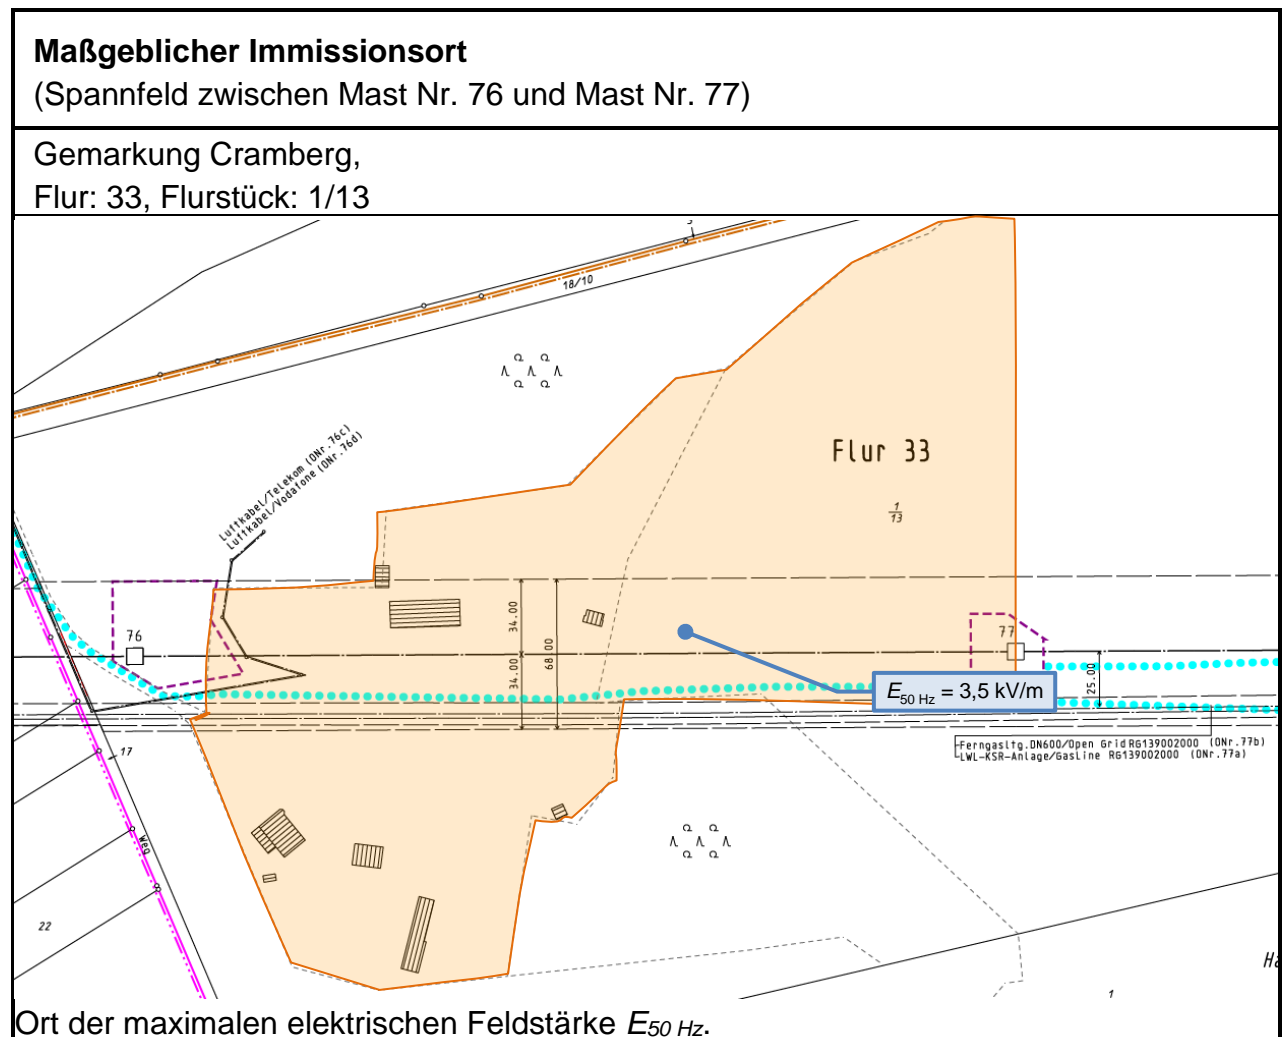 Maßgeblicher Immissionsort
(Spannfeld zwischen Mast Nr. 76 und Mast Nr. 77)
Gemarkung Cramberg,
Flur: 33, Flurstück: 1/13
18/10
Luftkabel/Telekom (ONr.76c)
Luftkabel/Vodafone (ONr.76d)
Flur 33
1
13
34.00
76
77
68.00
34.00
25.00
E50 Hz = 3,5 kV/m
Ferngasltg.DN600/Open Grid RG139002000 (ONr.77b)
LWL-KSR-Anlage/GasLine RG139002000 (ONr.77a)
17
Weg
22
1
Ort der maximalen elektrischen Feldstärke E50 Hz.